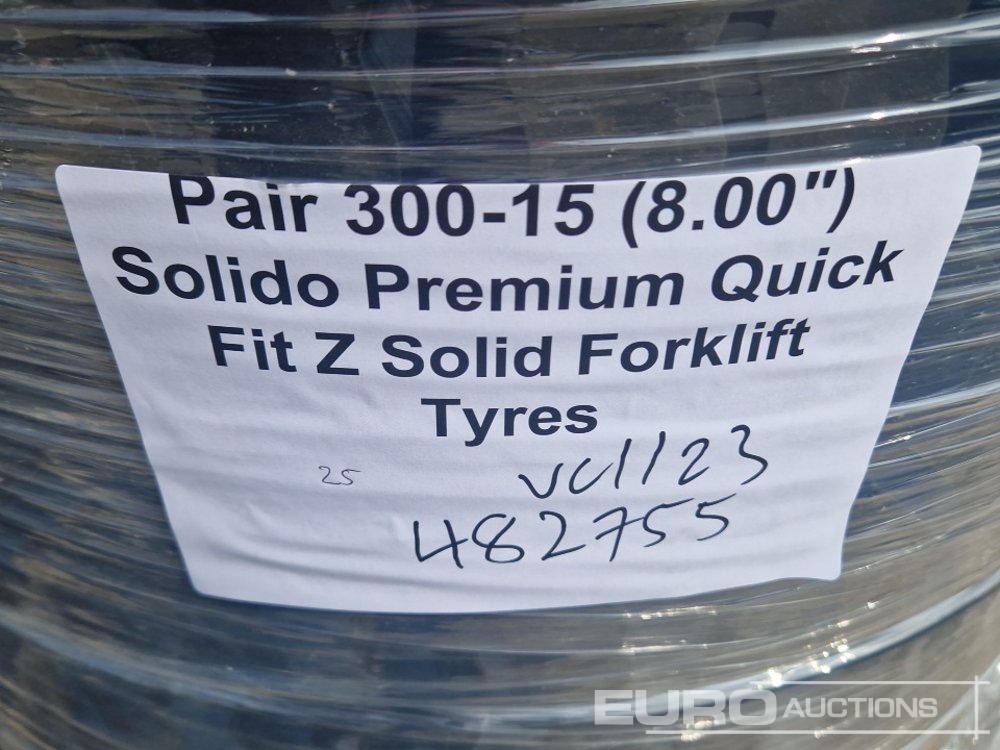 Pair 300-15 (8.00")
Solido Premium Quick
Fit Z Solid Forklift
Tyres
25
VC1123
482755
EURO AUCTIONS